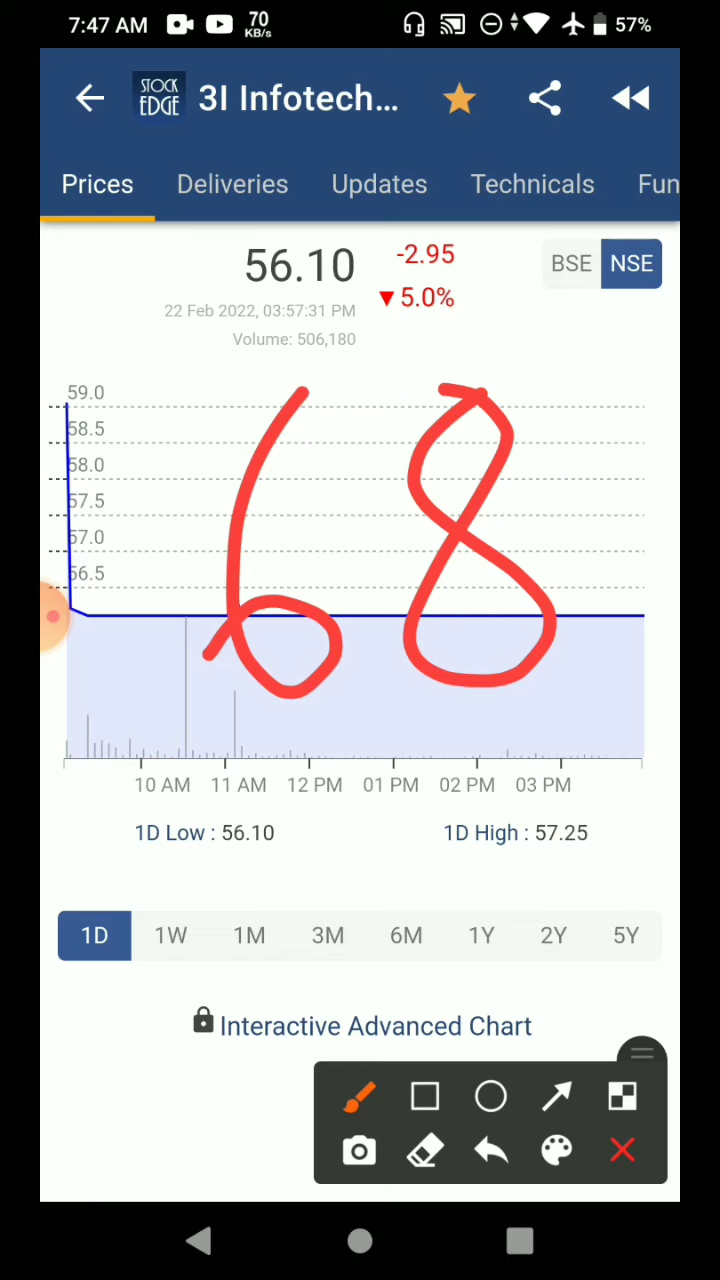 7:47 AM 70 KB/s 57%
STOCK EDGE 3I Infotech...
Prices Deliveries Updates Technicals Fun
56.10 -2.95 BSE NSE
▼ 5.0%
22 Feb 2022, 03:57:31 PM
Volume: 506,180
59.0
58.5
58.0
57.5
57.0
56.5
68
10 AM 11 AM 12 PM 01 PM 02 PM 03 PM
1D Low : 56.10 1D High : 57.25
1D 1W 1M 3M 6M 1Y 2Y 5Y
Interactive Advanced Chart